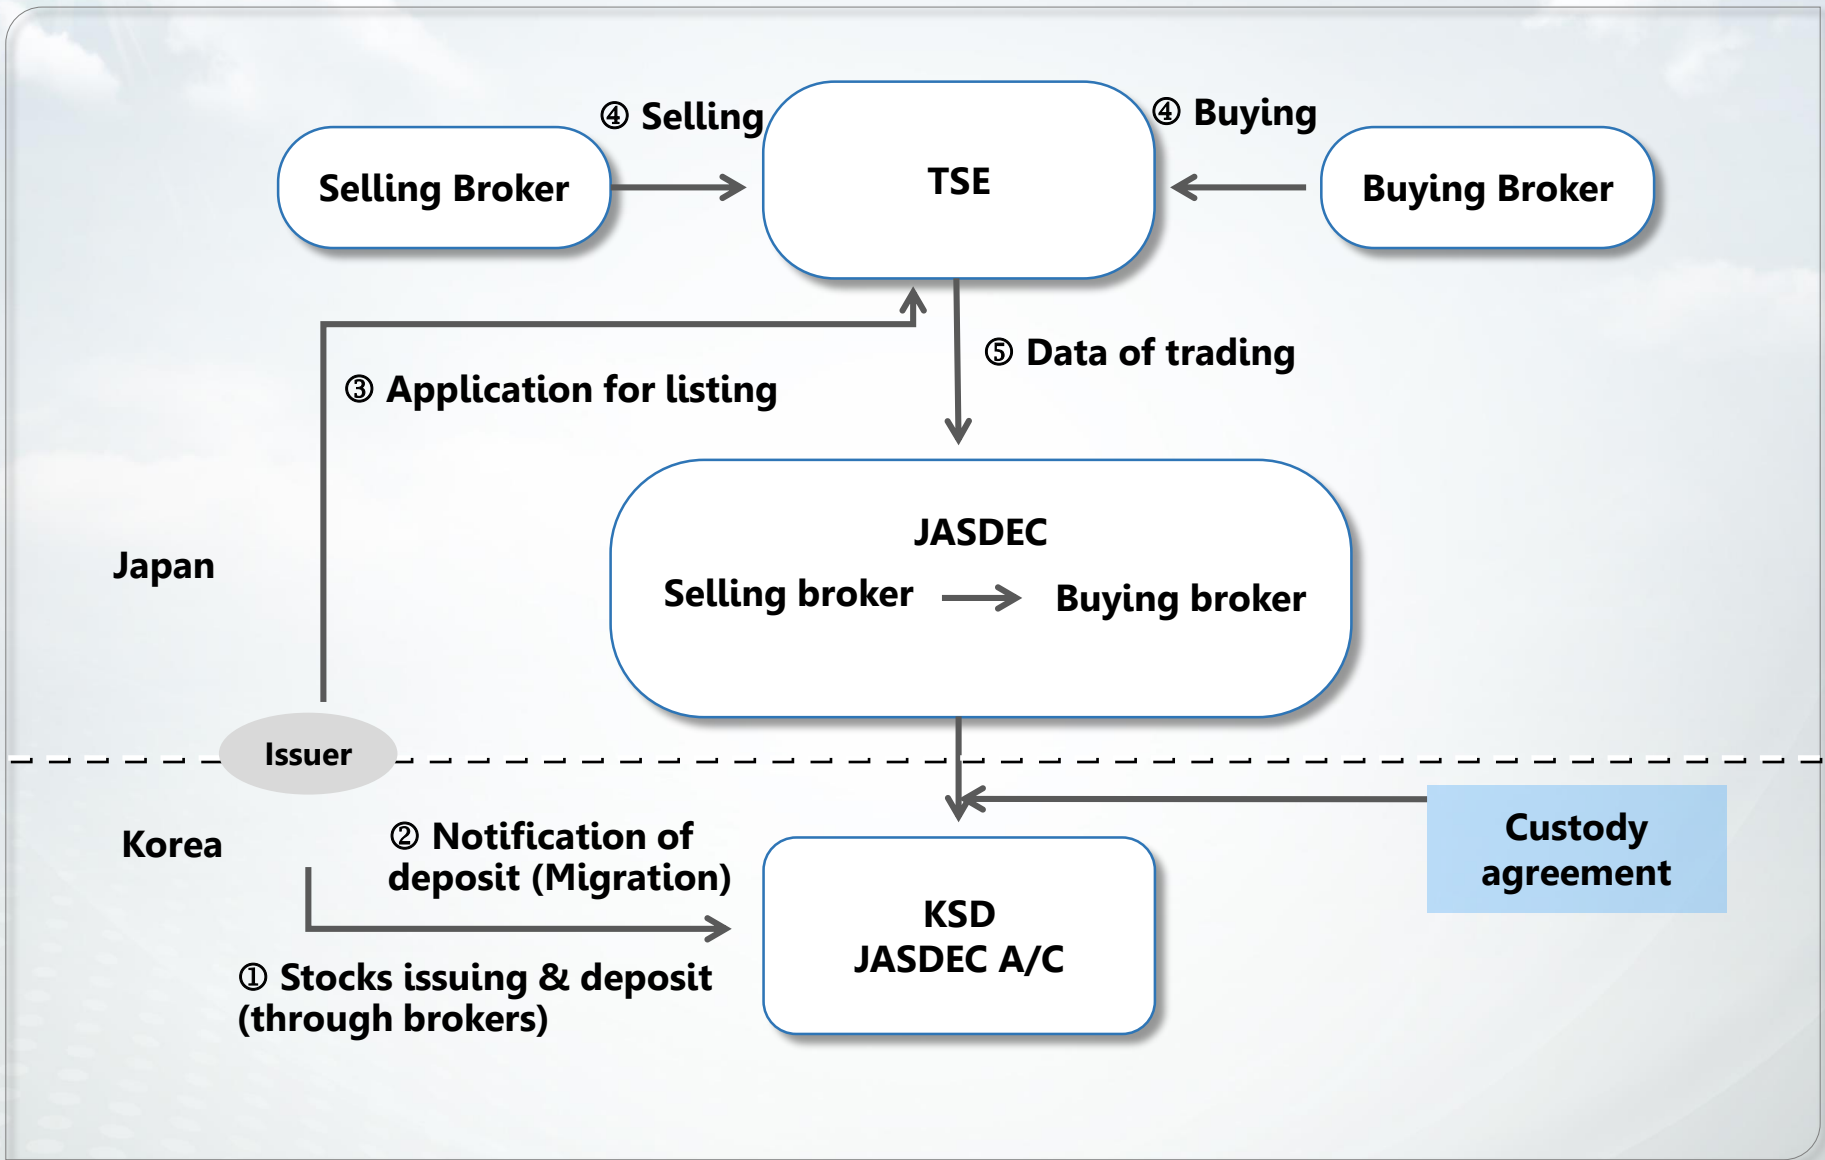 ④ Selling
④ Buying
Selling Broker
TSE
Buying Broker
⑤ Data of trading
③ Application for listing
JASDEC
Selling broker
Buying broker
Japan
Issuer
Korea
② Notification of
deposit (Migration)
Custody
agreement
KSD
JASDEC A/C
① Stocks issuing & deposit
(through brokers)